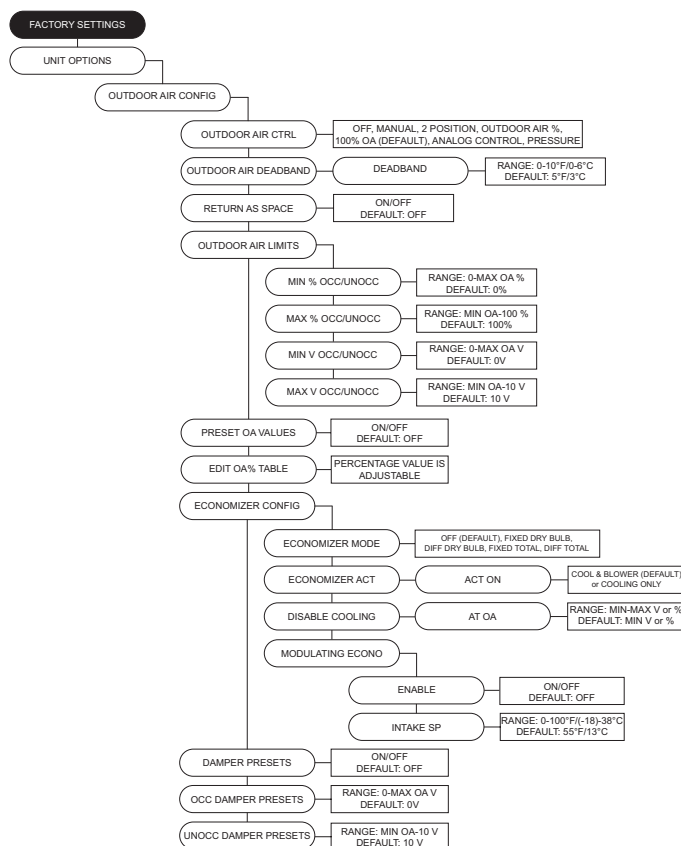 FACTORY SETTINGS
UNIT OPTIONS
OUTDOOR AIR CONFIG
OUTDOOR AIR CTRL
OFF, MANUAL, 2 POSITION, OUTDOOR AIR %,
100% OA (DEFAULT), ANALOG CONTROL, PRESSURE
OUTDOOR AIR DEADBAND
DEADBAND
RANGE: 0-10°F/0-6°C
DEFAULT: 5°F/3°C
RETURN AS SPACE
ON/OFF
DEFAULT: OFF
OUTDOOR AIR LIMITS
MIN % OCC/UNOCC
RANGE: 0-MAX OA %
DEFAULT: 0%
MAX % OCC/UNOCC
RANGE: MIN OA-100 %
DEFAULT: 100%
MIN V OCC/UNOCC
RANGE: 0-MAX OA V
DEFAULT: 0V
MAX V OCC/UNOCC
RANGE: MIN OA-10 V
DEFAULT: 10 V
PRESET OA VALUES
ON/OFF
DEFAULT: OFF
EDIT OA% TABLE
PERCENTAGE VALUE IS
ADJUSTABLE
ECONOMIZER CONFIG
ECONOMIZER MODE
OFF (DEFAULT), FIXED DRY BULB,
DIFF DRY BULB, FIXED TOTAL, DIFF TOTAL
ECONOMIZER ACT
ACT ON
COOL & BLOWER (DEFAULT)
or COOLING ONLY
DISABLE COOLING
AT OA
RANGE: MIN-MAX V or %
DEFAULT: MIN V or %
MODULATING ECONO
ENABLE
ON/OFF
DEFAULT: OFF
INTAKE SP
RANGE: 0-100°F/(-18)-38°C
DEFAULT: 55°F/13°C
DAMPER PRESETS
ON/OFF
DEFAULT: OFF
OCC DAMPER PRESETS
RANGE: 0-MAX OA V
DEFAULT: 0V
UNOCC DAMPER PRESETS
RANGE: MIN OA-10 V
DEFAULT: 10 V